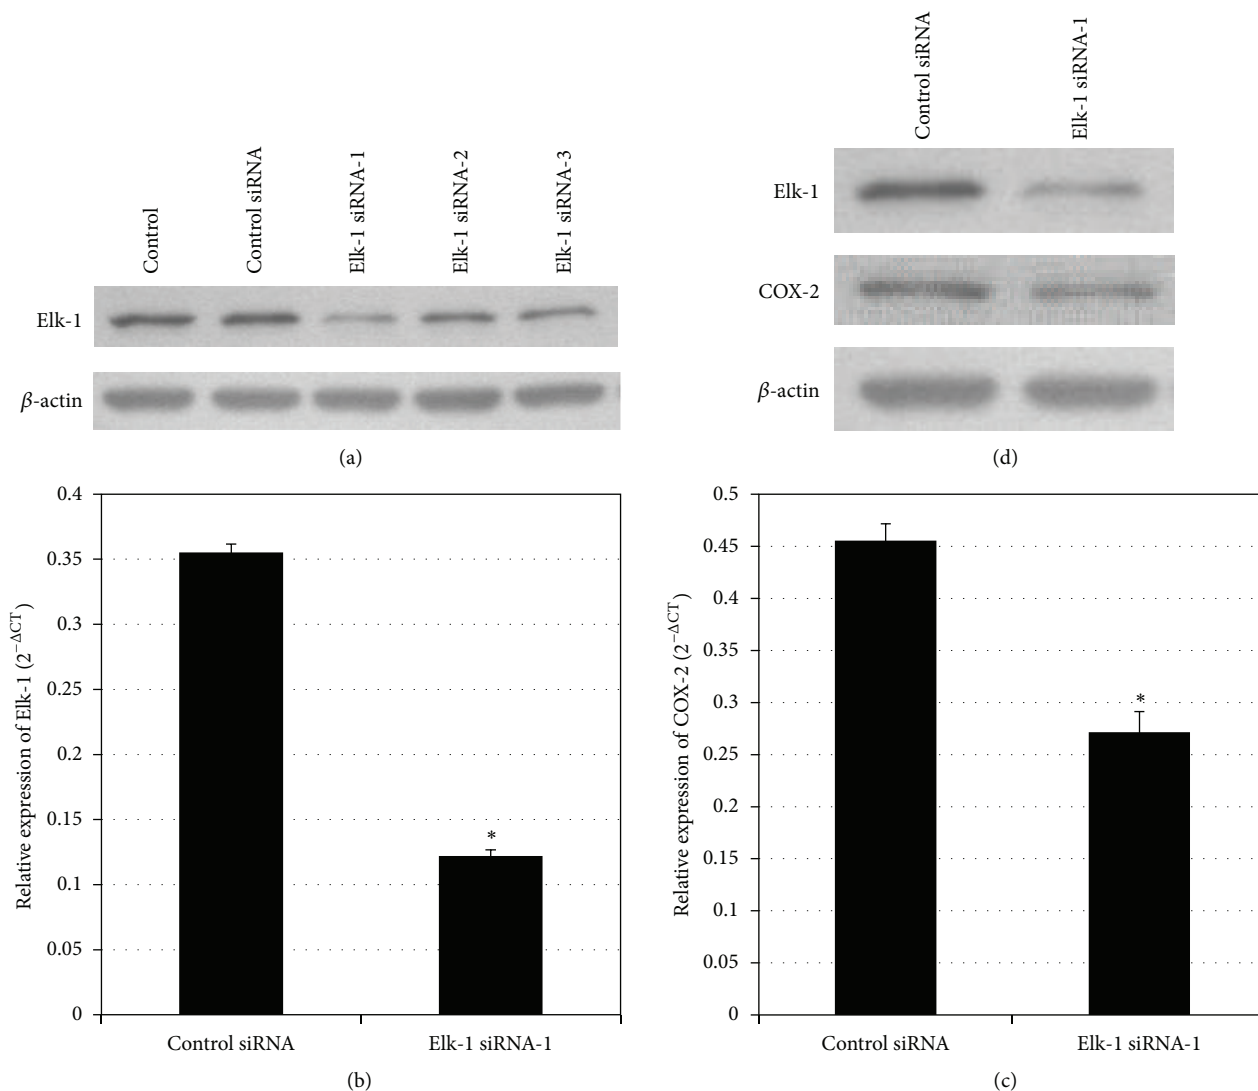 Control
Control siRNA
Elk-1 siRNA-1
Elk-1 siRNA-2
Elk-1 siRNA-3
Elk-1
β-actin
(a)
Control siRNA
Elk-1 siRNA-1
Elk-1
COX-2
β-actin
(d)
Relative expression of Elk-1 (2^−ΔCT)
0.4
0.35
0.3
0.25
0.2
0.15
0.1
0.05
0
*
Control siRNA
Elk-1 siRNA-1
(b)
Relative expression of COX-2 (2^−ΔCT)
0.5
0.45
0.4
0.35
0.3
0.25
0.2
0.15
0.1
0.05
0
*
Control siRNA
Elk-1 siRNA-1
(c)